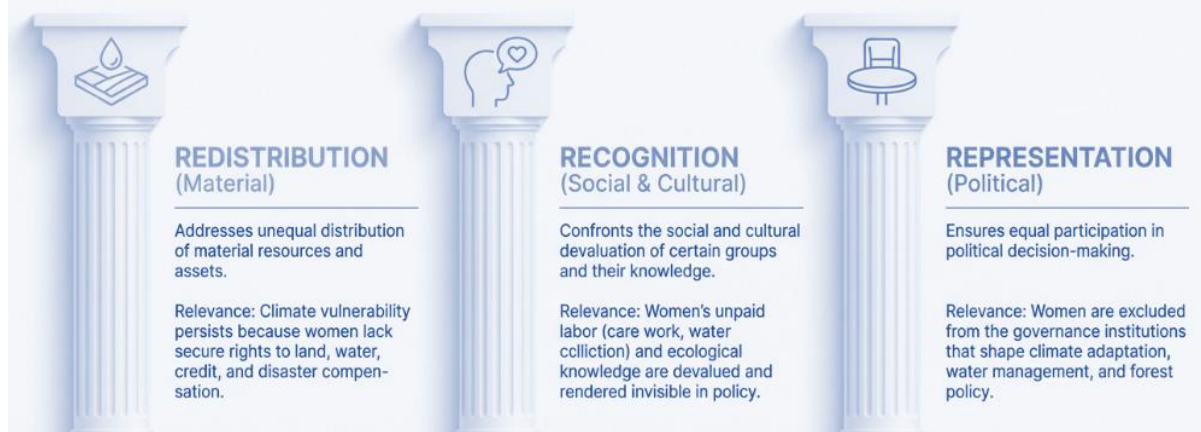 REDISTRIBUTION
(Material)
Addresses unequal distribution
of material resources and
assets.
Relevance: Climate vulnerability
persists because women lack
secure rights to land, water,
credit, and disaster compen-
sation.
RECOGNITION
(Social & Cultural)
Confronts the social and cultural
devaluation of certain groups
and their knowledge.
Relevance: Women’s unpaid
labor (care work, water
cclliction) and ecological
knowledge are devalued and
rendered invisible in policy.
REPRESENTATION
(Political)
Ensures equal participation in
political decision-making.
Relevance: Women are excluded
from the governance institutions
that shape climate adaptation,
water management, and forest
policy.